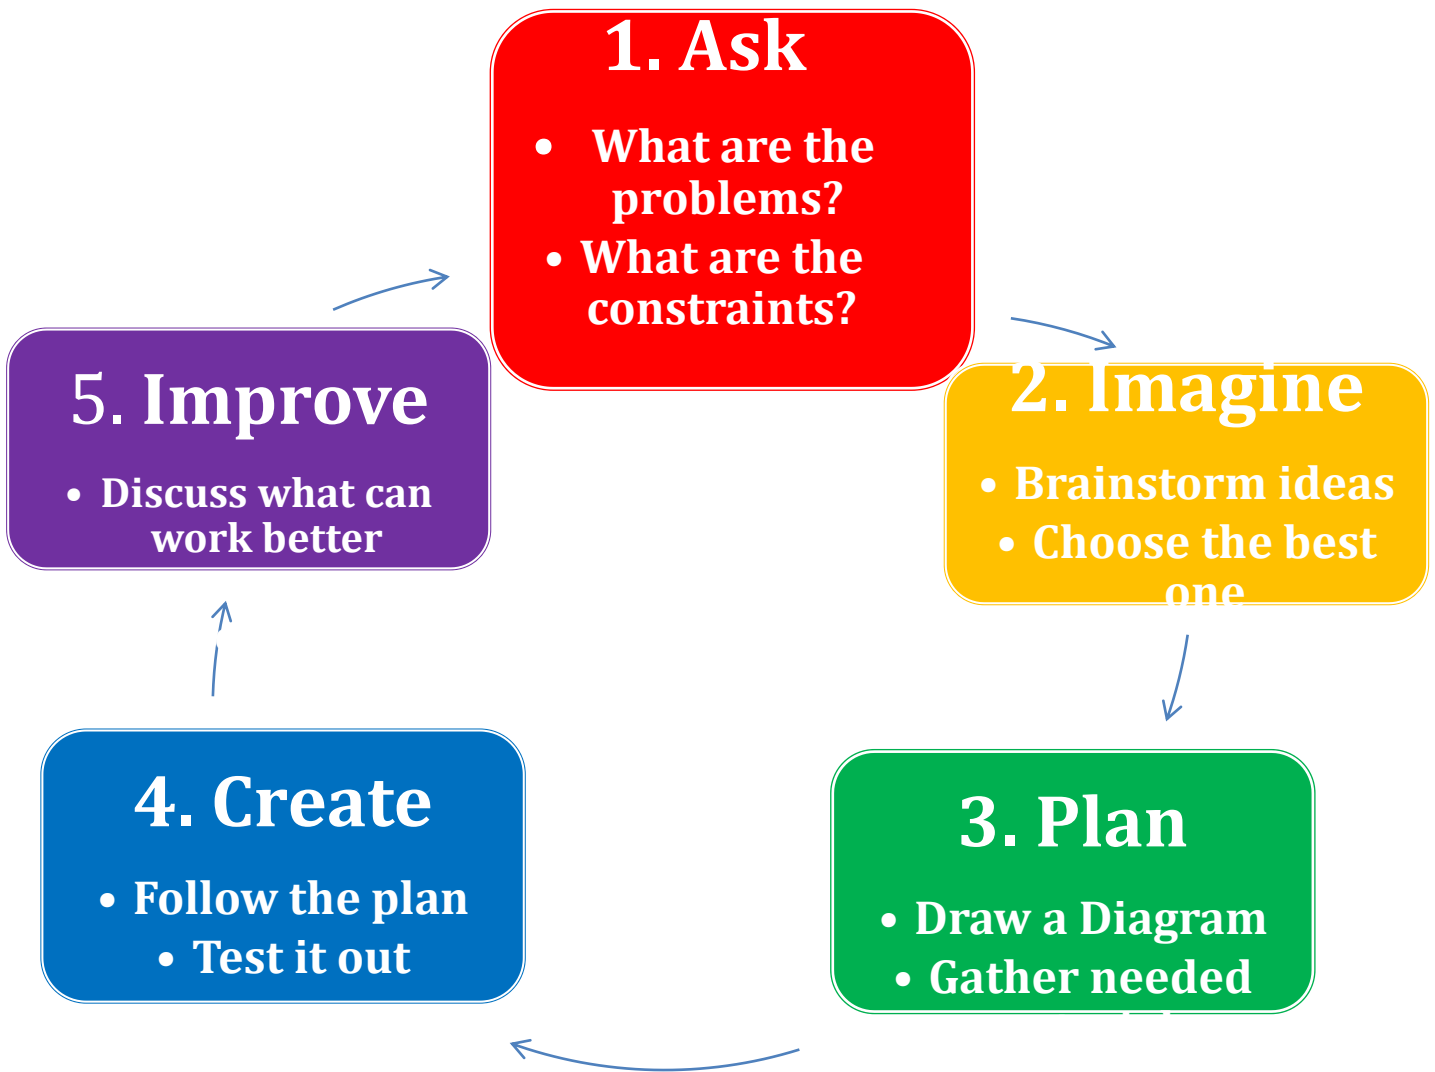 1. Ask
• What are the
problems?
• What are the
constraints?
2. Imagine
• Brainstorm ideas
• Choose the best
one
3. Plan
• Draw a Diagram
• Gather needed
4. Create
• Follow the plan
• Test it out
5. Improve
• Discuss what can
work better